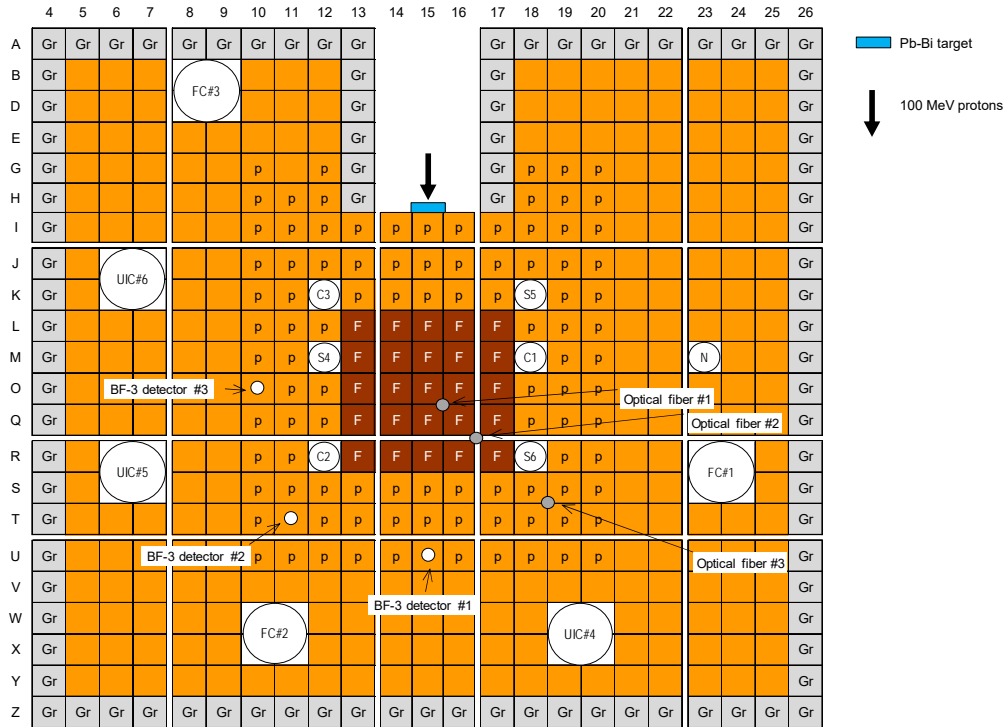 4 5 6 7 8 9 10 11 12 13 14 15 16 17 18 19 20 22 22 23 24 25 26
A Gr Gr Gr Gr Gr Gr Gr Gr Gr Gr Gr Gr Gr Gr Gr Gr Gr Gr Gr Gr
Pb-Bi target
B Gr Gr Gr Gr
FC#3
D Gr Gr Gr Gr
100 MeV protons
E Gr Gr Gr Gr
G Gr p p Gr Gr p p p Gr
H Gr p p p Gr Gr p p p Gr
I Gr p p p p p p p p p p p Gr
J Gr p p p p p p p p p p p Gr
UIC#6
K Gr p p C3 p p p p p S5 p p Gr
L Gr p p p F F F F F p p p Gr
M Gr p p S4 F F F F F C1 p p N Gr
O Gr BF-3 detector #3 p p F F F F F p p p Gr
Optical fiber #1
Q Gr p p p F F F F F p p p Gr
Optical fiber #2
R Gr p p C2 F F F F F S6 p p Gr
UIC#5 FC#1
S Gr p p p p p p p p p p p Gr
T Gr p p p p p p p p p p Gr
U Gr BF-3 detector #2 p p p p p p p p p p Gr
Optical fiber #3
V Gr Gr
BF-3 detector #1
W Gr Gr
FC#2 UIC#4
X Gr Gr
Y Gr Gr
Z Gr Gr Gr Gr Gr Gr Gr Gr Gr Gr Gr Gr Gr Gr Gr Gr Gr Gr Gr Gr Gr Gr Gr